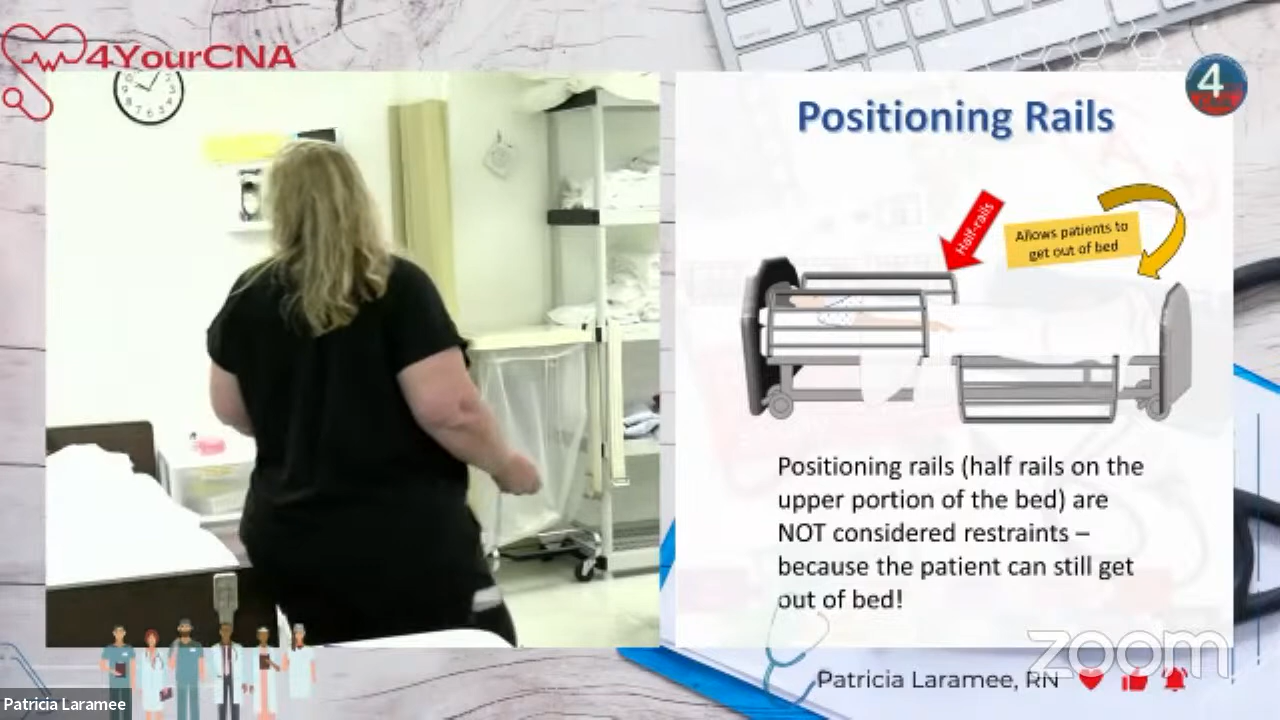 4YourCNA
4
Positioning Rails
Half-rails
Allows patients to
get out of bed
Positioning rails (half rails on the
upper portion of the bed) are
NOT considered restraints –
because the patient can still get
out of bed!
zoom
Patricia Laramee, RN
Patricia Laramee